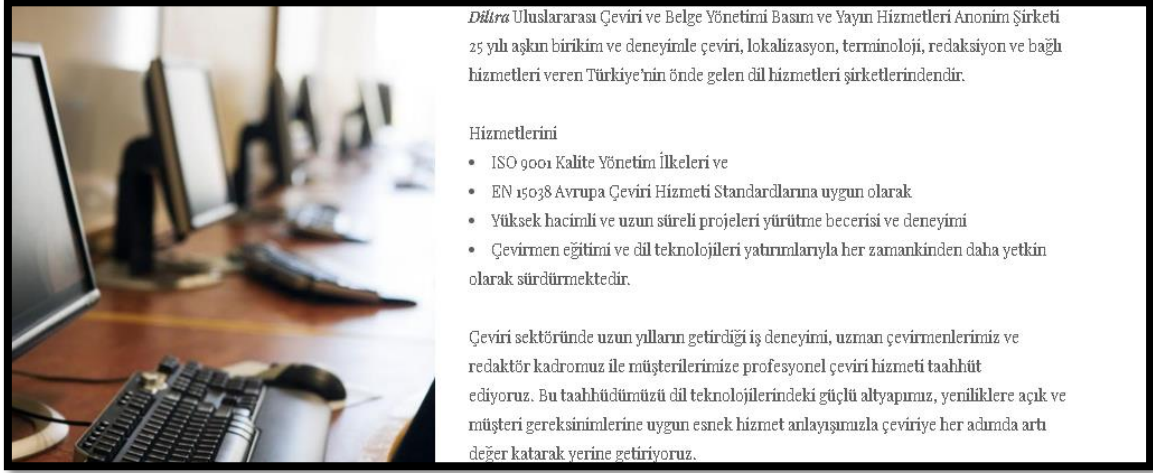 Dilıra Uluslararası Çeviri ve Belge Yönetimi Basım ve Yayın Hizmetleri Anonim Şirketi
25 yılı aşkın birikim ve deneyimle çeviri, lokalizasyon, terminoloji, redaksiyon ve bağlı
hizmetleri veren Türkiye'nin önde gelen dil hizmetleri şirketlerindendir.
Hizmetlerini
• ISO 9001 Kalite Yönetim İlkeleri ve
• EN 15038 Avrupa Çeviri Hizmeti Standardlarına uygun olarak
• Yüksek hacimli ve uzun süreli projeleri yürütme becerisi ve deneyimi
• Çevirmen eğitimi ve dil teknolojileri yatırımlarıyla her zamankinden daha yetkin
olarak sürdürmektedir.
Çeviri sektöründe uzun yılların getirdiği iş deneyimi, uzman çevirmenlerimiz ve
redaktör kadromuz ile müşterilerimize profesyonel çeviri hizmeti taahhüt
ediyoruz. Bu taahhüdümüzü dil teknolojilerindeki güçlü altyapımız, yeniliklere açık ve
müşteri gereksinimlerine uygun esnek hizmet anlayışımızla çeviriye her adımda artı
değer katarak yerine getiriyoruz.